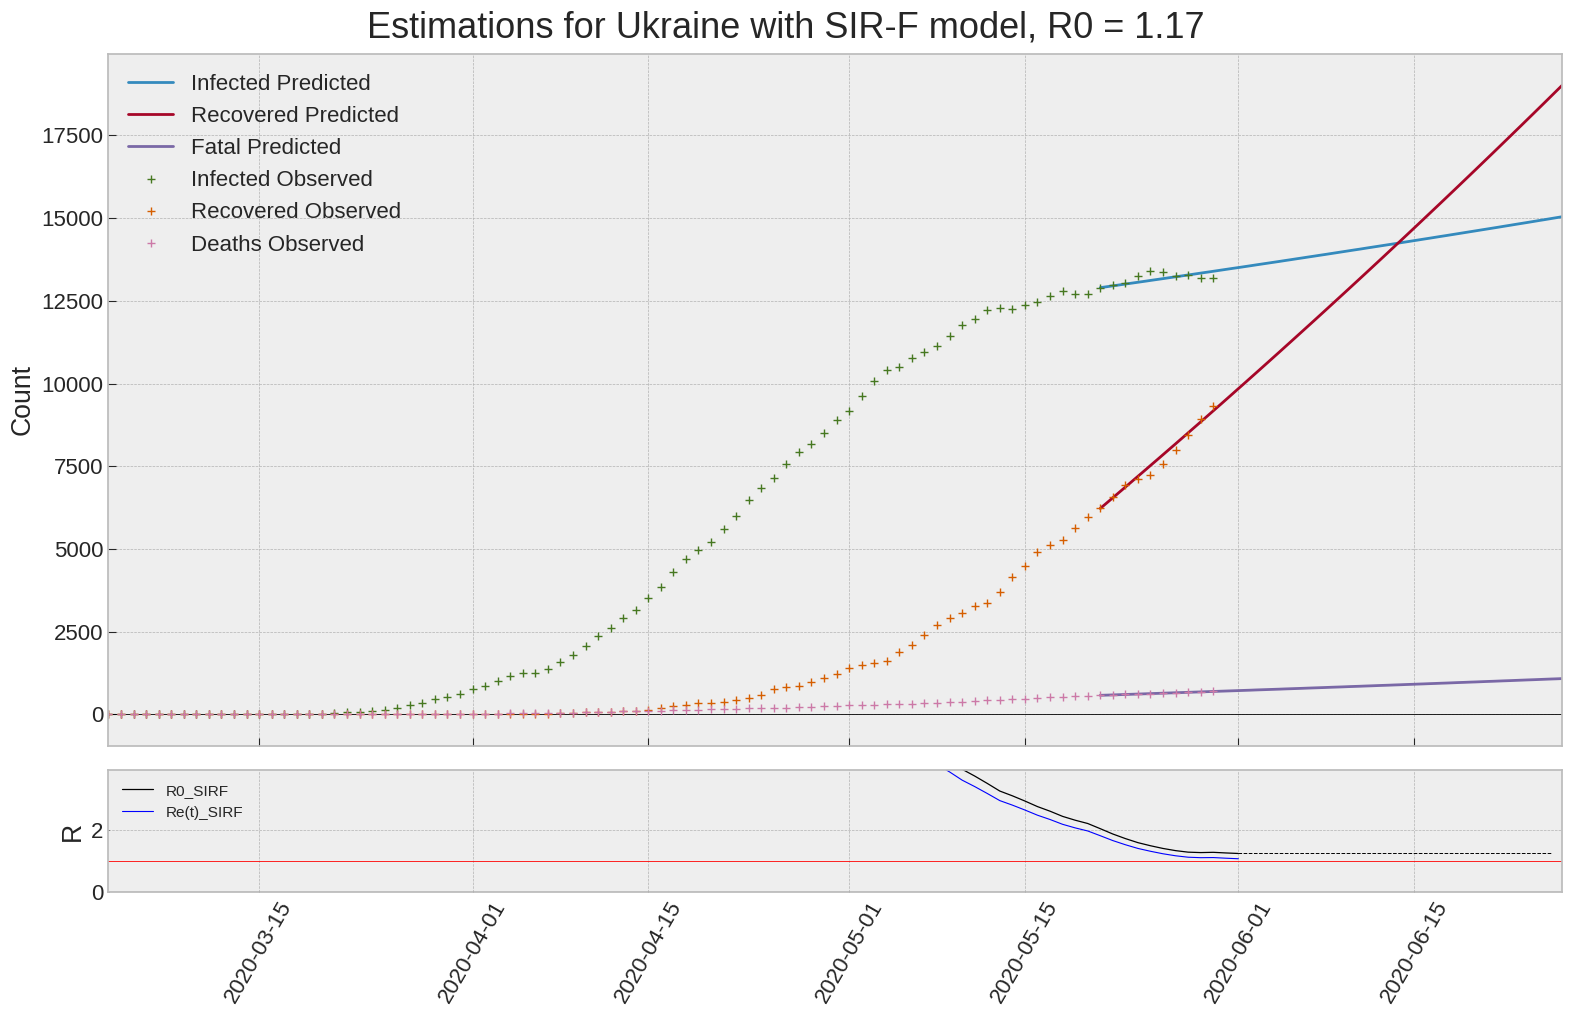 Estimations for Ukraine with SIR-F model, R0 = 1.17
Infected Predicted
Recovered Predicted
Fatal Predicted
Infected Observed
Recovered Observed
Deaths Observed
Count
17500
15000
12500
10000
7500
5000
2500
0
R0_SIRF
Re(t)_SIRF
R
2
0
2020-03-15
2020-04-01
2020-04-15
2020-05-01
2020-05-15
2020-06-01
2020-06-15